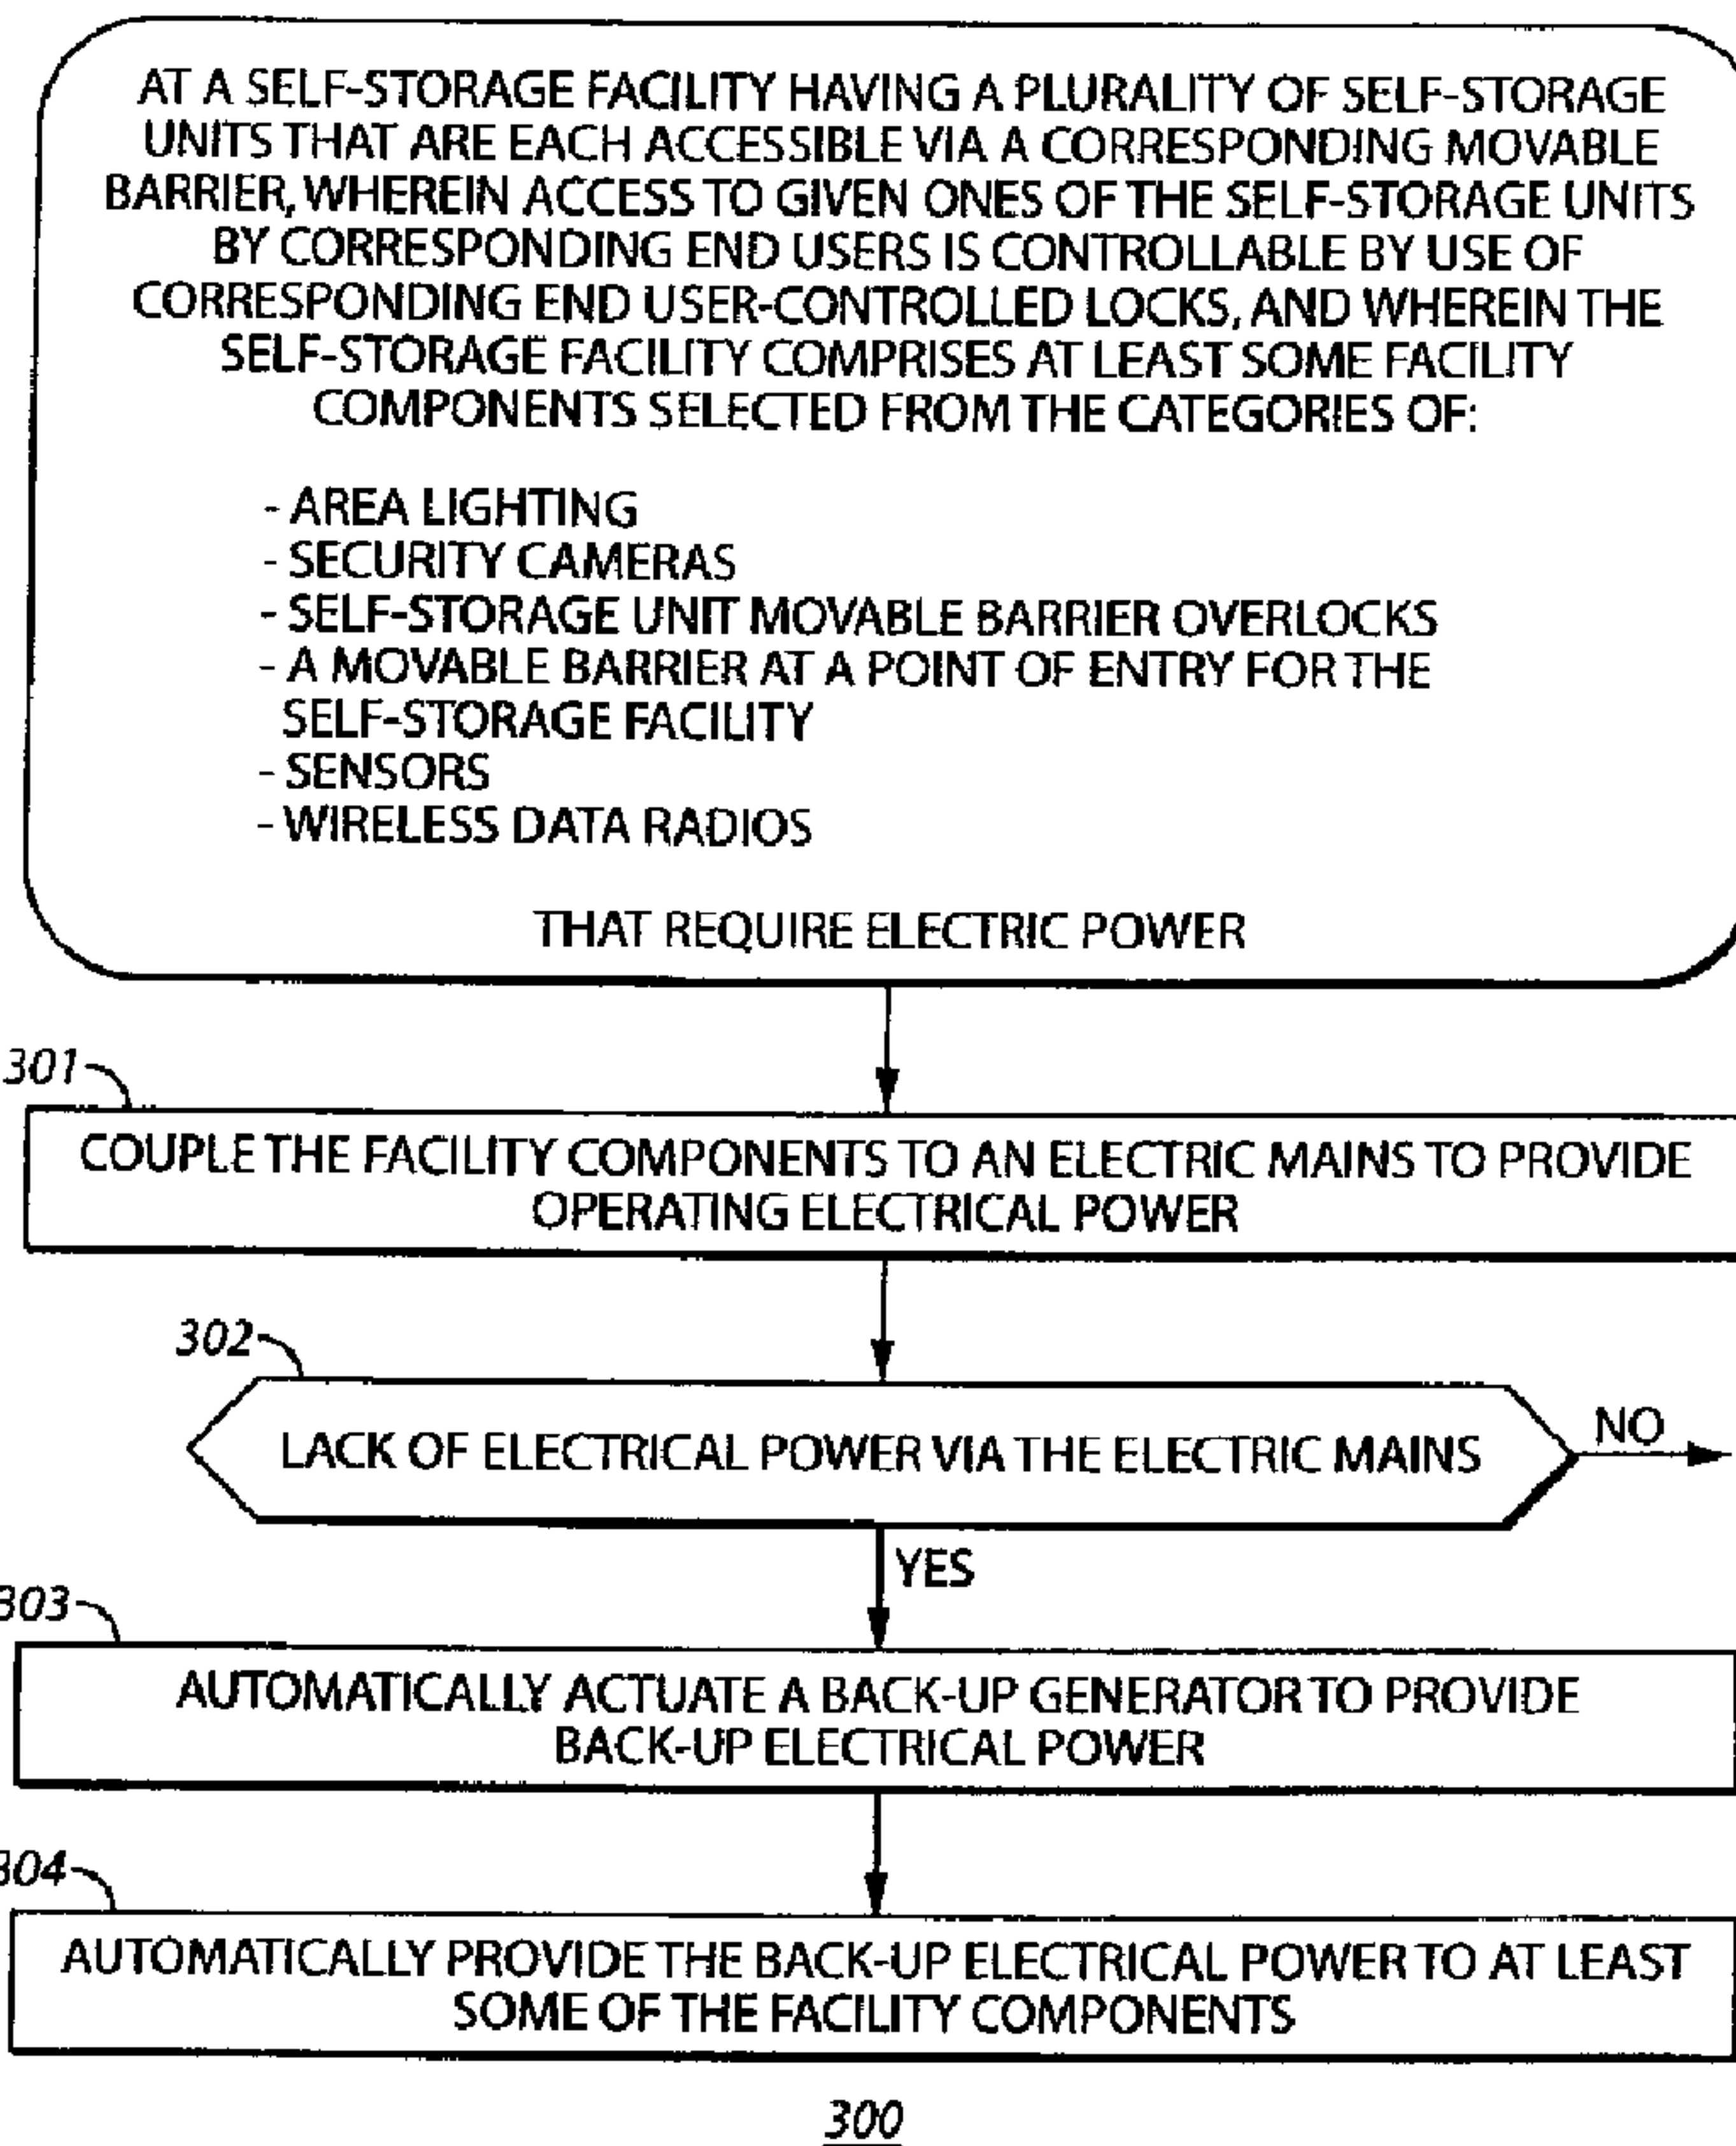 AT A SELF-STORAGE FACILITY HAVING A PLURALITY OF SELF-STORAGE
UNITS THAT ARE EACH ACCESSIBLE VIA A CORRESPONDING MOVABLE
BARRIER, WHEREIN ACCESS TO GIVEN ONES OF THE SELF-STORAGE UNITS
BY CORRESPONDING END USERS IS CONTROLLABLE BY USE OF
CORRESPONDING END USER-CONTROLLED LOCKS, AND WHEREIN THE
SELF-STORAGE FACILITY COMPRISES AT LEAST SOME FACILITY
COMPONENTS SELECTED FROM THE CATEGORIES OF:
- AREA LIGHTING
- SECURITY CAMERAS
- SELF-STORAGE UNIT MOVABLE BARRIER OVERLOCKS
- A MOVABLE BARRIER AT A POINT OF ENTRY FOR THE
SELF-STORAGE FACILITY
- SENSORS
- WIRELESS DATA RADIOS
THAT REQUIRE ELECTRIC POWER
301
COUPLE THE FACILITY COMPONENTS TO AN ELECTRIC MAINS TO PROVIDE
OPERATING ELECTRICAL POWER
302
LACK OF ELECTRICAL POWER VIA THE ELECTRIC MAINS
NO
YES
303
AUTOMATICALLY ACTUATE A BACK-UP GENERATOR TO PROVIDE
BACK-UP ELECTRICAL POWER
304
AUTOMATICALLY PROVIDE THE BACK-UP ELECTRICAL POWER TO AT LEAST
SOME OF THE FACILITY COMPONENTS
300